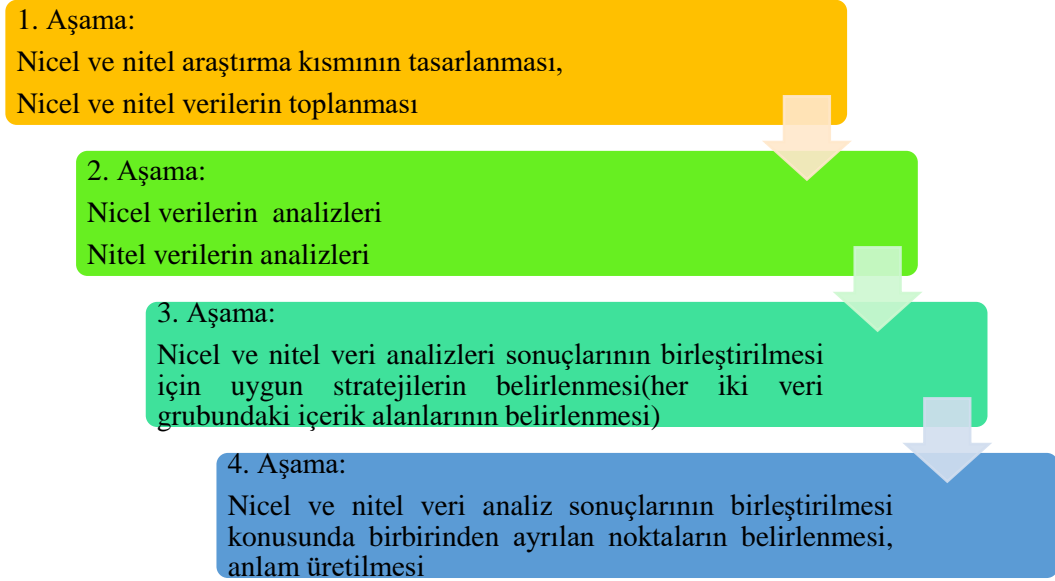 1. Aşama:
Nicel ve nitel araştırma kısmının tasarlanması,
Nicel ve nitel verilerin toplanması
2. Aşama:
Nicel verilerin  analizleri
Nitel verilerin analizleri
3. Aşama:
Nicel ve nitel veri analizleri sonuçlarının birleştirilmesi
için uygun stratejilerin belirlenmesi(her iki veri
grubundaki içerik alanlarının belirlenmesi)
4. Aşama:
Nicel ve nitel veri analiz sonuçlarının birleştirilmesi
konusunda birbirinden ayrılan noktaların belirlenmesi,
anlam üretilmesi